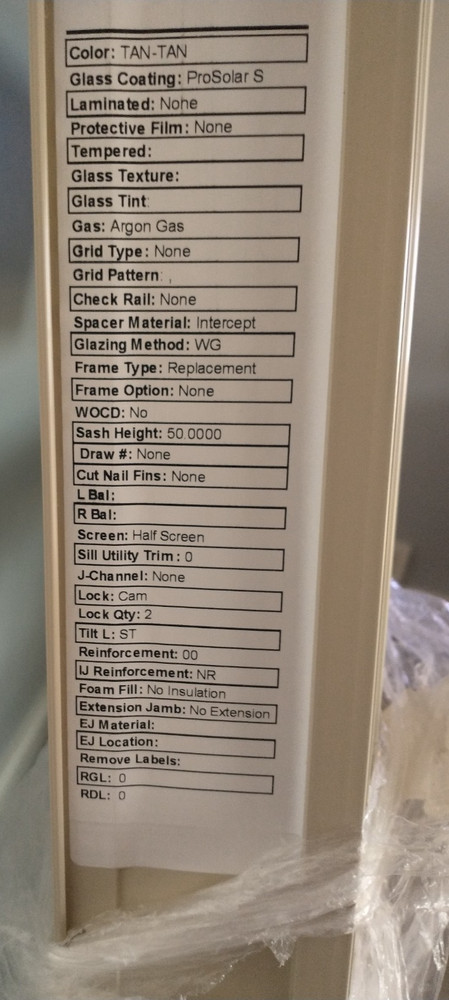 Color: TAN-TAN
Glass Coating: ProSolar S
Laminated: None
Protective Film: None
Tempered:
Glass Texture:
Glass Tint:
Gas: Argon Gas
Grid Type: None
Grid Pattern: ,
Check Rail: None
Spacer Material: Intercept
Glazing Method: WG
Frame Type: Replacement
Frame Option: None
WOCD: No
Sash Height: 50.0000
Draw #: None
Cut Nail Fins: None
L Bal:
R Bal:
Screen: Half Screen
Sill Utility Trim: 0
J-Channel: None
Lock: Cam
Lock Qty: 2
Tilt L: ST
Reinforcement: 00
IJ Reinforcement: NR
Foam Fill: No Insulation
Extension Jamb: No Extension
EJ Material:
EJ Location:
Remove Labels:
RGL: 0
RDL: 0